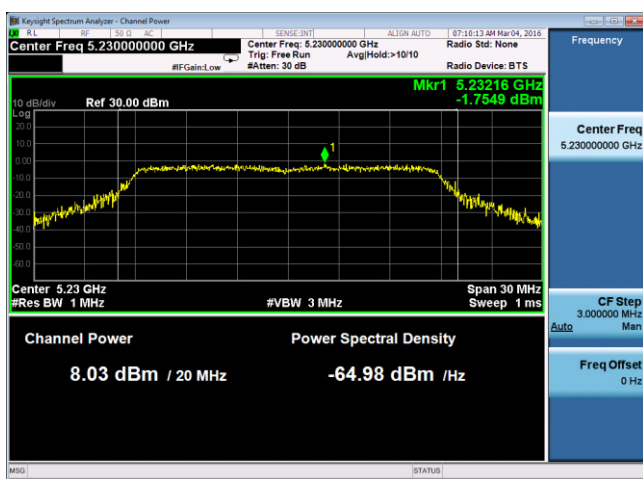 Keysight Spectrum Analyzer - Channel Power
RL RF 50 Ω AC SENSE:INT ALIGN AUTO 07:10:13 AM Mar 04, 2016
Center Freq 5.230000000 GHz Center Freq: 5.230000000 GHz Radio Std: None Frequency
Trig: Free Run Avg|Hold:>10/10
#IFGain:Low #Atten: 30 dB Radio Device: BTS
Mkr1 5.23216 GHz
10 dB/div Ref 30.00 dBm -1.7549 dBm
Log
20.0
10.0
0.00
-10.0
-20.0
-30.0
-40.0
-50.0
-60.0
1
Center 5.23 GHz Span 30 MHz
#Res BW 1 MHz #VBW 3 MHz Sweep 1 ms
Channel Power Power Spectral Density
8.03 dBm / 20 MHz -64.98 dBm /Hz
Center Freq
5.230000000 GHz
CF Step
3.000000 MHz
Auto Man
Freq Offset
0 Hz
MSG STATUS